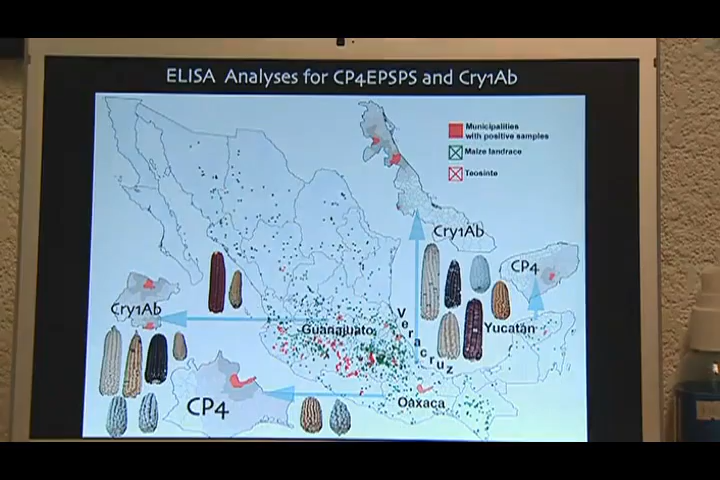 ELISA Analyses for CP4EPSPS and Cry1Ab
Municipalities
with positive samples
Maize landrace
Teosinte
Cry1Ab
CP4
Cry1Ab
Guanajuato
Veracruz
Yucatán
CP4
Oaxaca